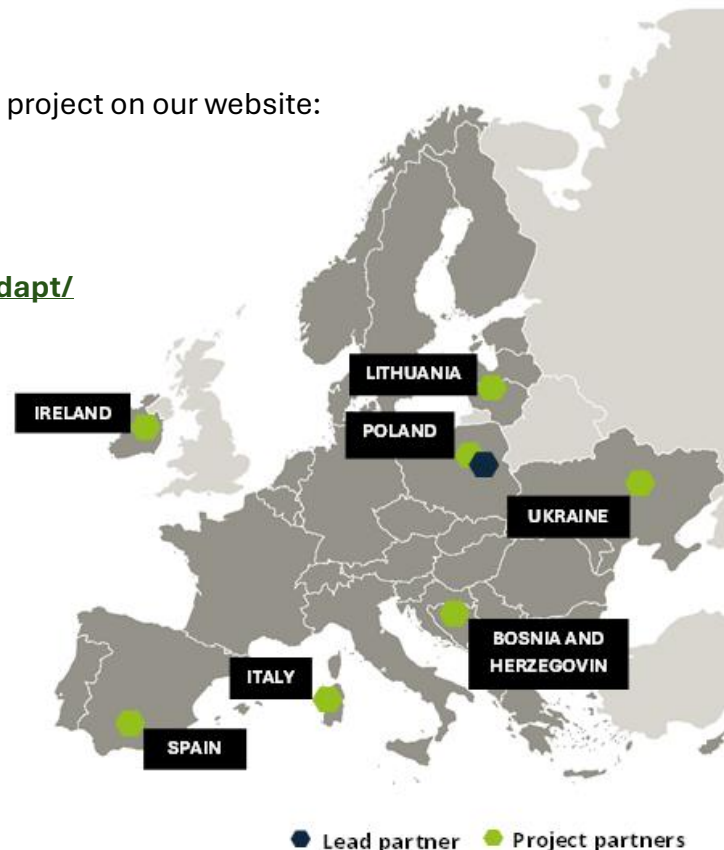 project on our website:
dapt/
LITHUANIA
IRELAND
POLAND
UKRAINE
BOSNIA AND
HERZEGOVIN
ITALY
SPAIN
Lead partner Project partners